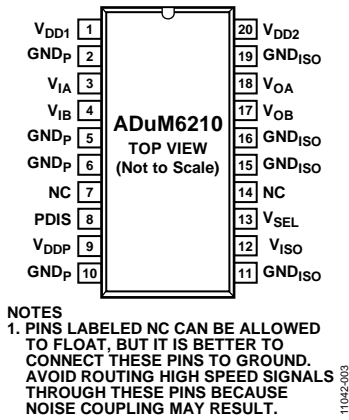 VDD1 1 20 VDD2
GNDP 2 19 GNDISO
VIA 3 18 VOA
VIB 4 17 VOB
ADuM6210
GNDP 5 16 GNDISO
TOP VIEW
GNDP 6 15 GNDISO
(Not to Scale)
NC 7 14 NC
PDIS 8 13 VSEL
VDDP 9 12 VISO
GNDP 10 11 GNDISO
NOTES
1. PINS LABELED NC CAN BE ALLOWED
TO FLOAT, BUT IT IS BETTER TO
CONNECT THESE PINS TO GROUND.
AVOID ROUTING HIGH SPEED SIGNALS
THROUGH THESE PINS BECAUSE
NOISE COUPLING MAY RESULT.
11042-003